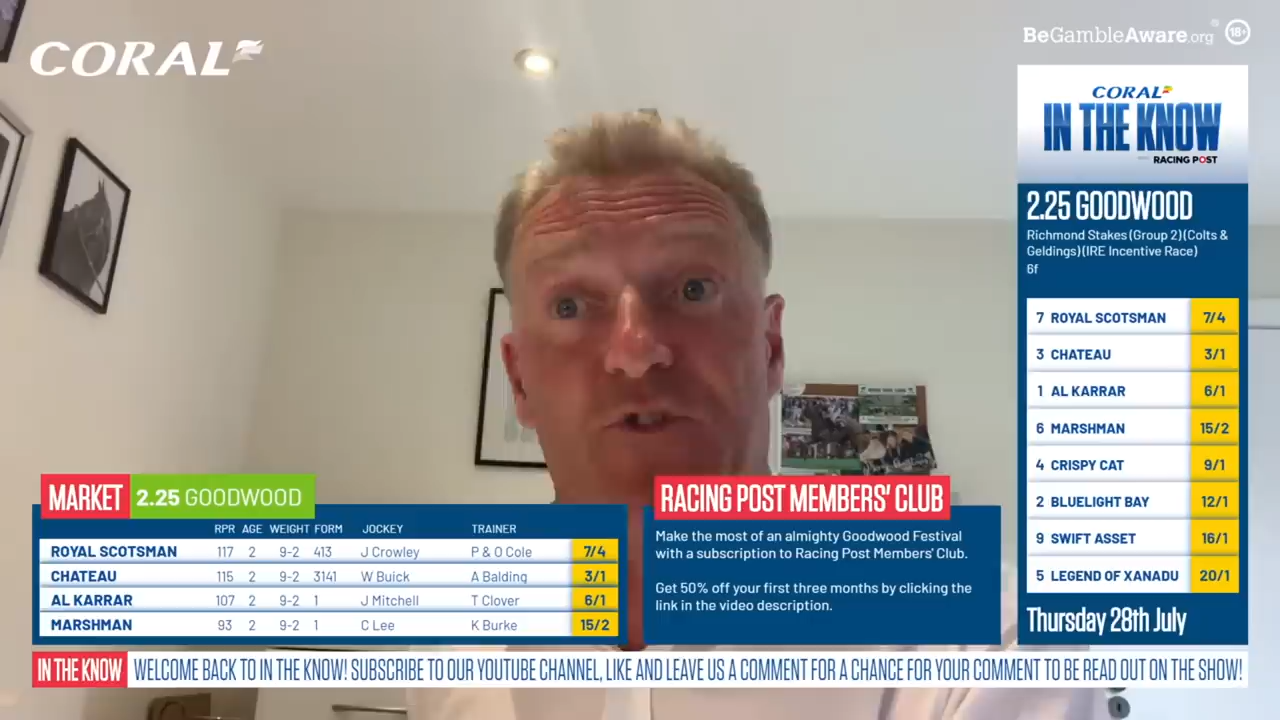 CORAL
BeGambleAware.org 18+
CORAL
IN THE KNOW
RACING POST
2.25 GOODWOOD
Richmond Stakes (Group 2) (Colts &
Geldings) (IRE Incentive Race)
6f
7 ROYAL SCOTSMAN 7/4
3 CHATEAU 3/1
1 AL KARRAR 6/1
6 MARSHMAN 15/2
4 CRISPY CAT 9/1
2 BLUELIGHT BAY 12/1
9 SWIFT ASSET 16/1
5 LEGEND OF XANADU 20/1
Thursday 28th July
MARKET 2.25 GOODWOOD
RPR AGE WEIGHT FORM JOCKEY TRAINER
ROYAL SCOTSMAN 117 2 9-2 413 J Crowley P & O Cole 7/4
CHATEAU 115 2 9-2 3141 W Buick A Balding 3/1
AL KARRAR 107 2 9-2 1 J Mitchell T Clover 6/1
MARSHMAN 93 2 9-2 1 C Lee K Burke 15/2
RACING POST MEMBERS' CLUB
Make the most of an almighty Goodwood Festival
with a subscription to Racing Post Members' Club.
Get 50% off your first three months by clicking the
link in the video description.
IN THE KNOW WELCOME BACK TO IN THE KNOW! SUBSCRIBE TO OUR YOUTUBE CHANNEL, LIKE AND LEAVE US A COMMENT FOR A CHANCE FOR YOUR COMMENT TO BE READ OUT ON THE SHOW!